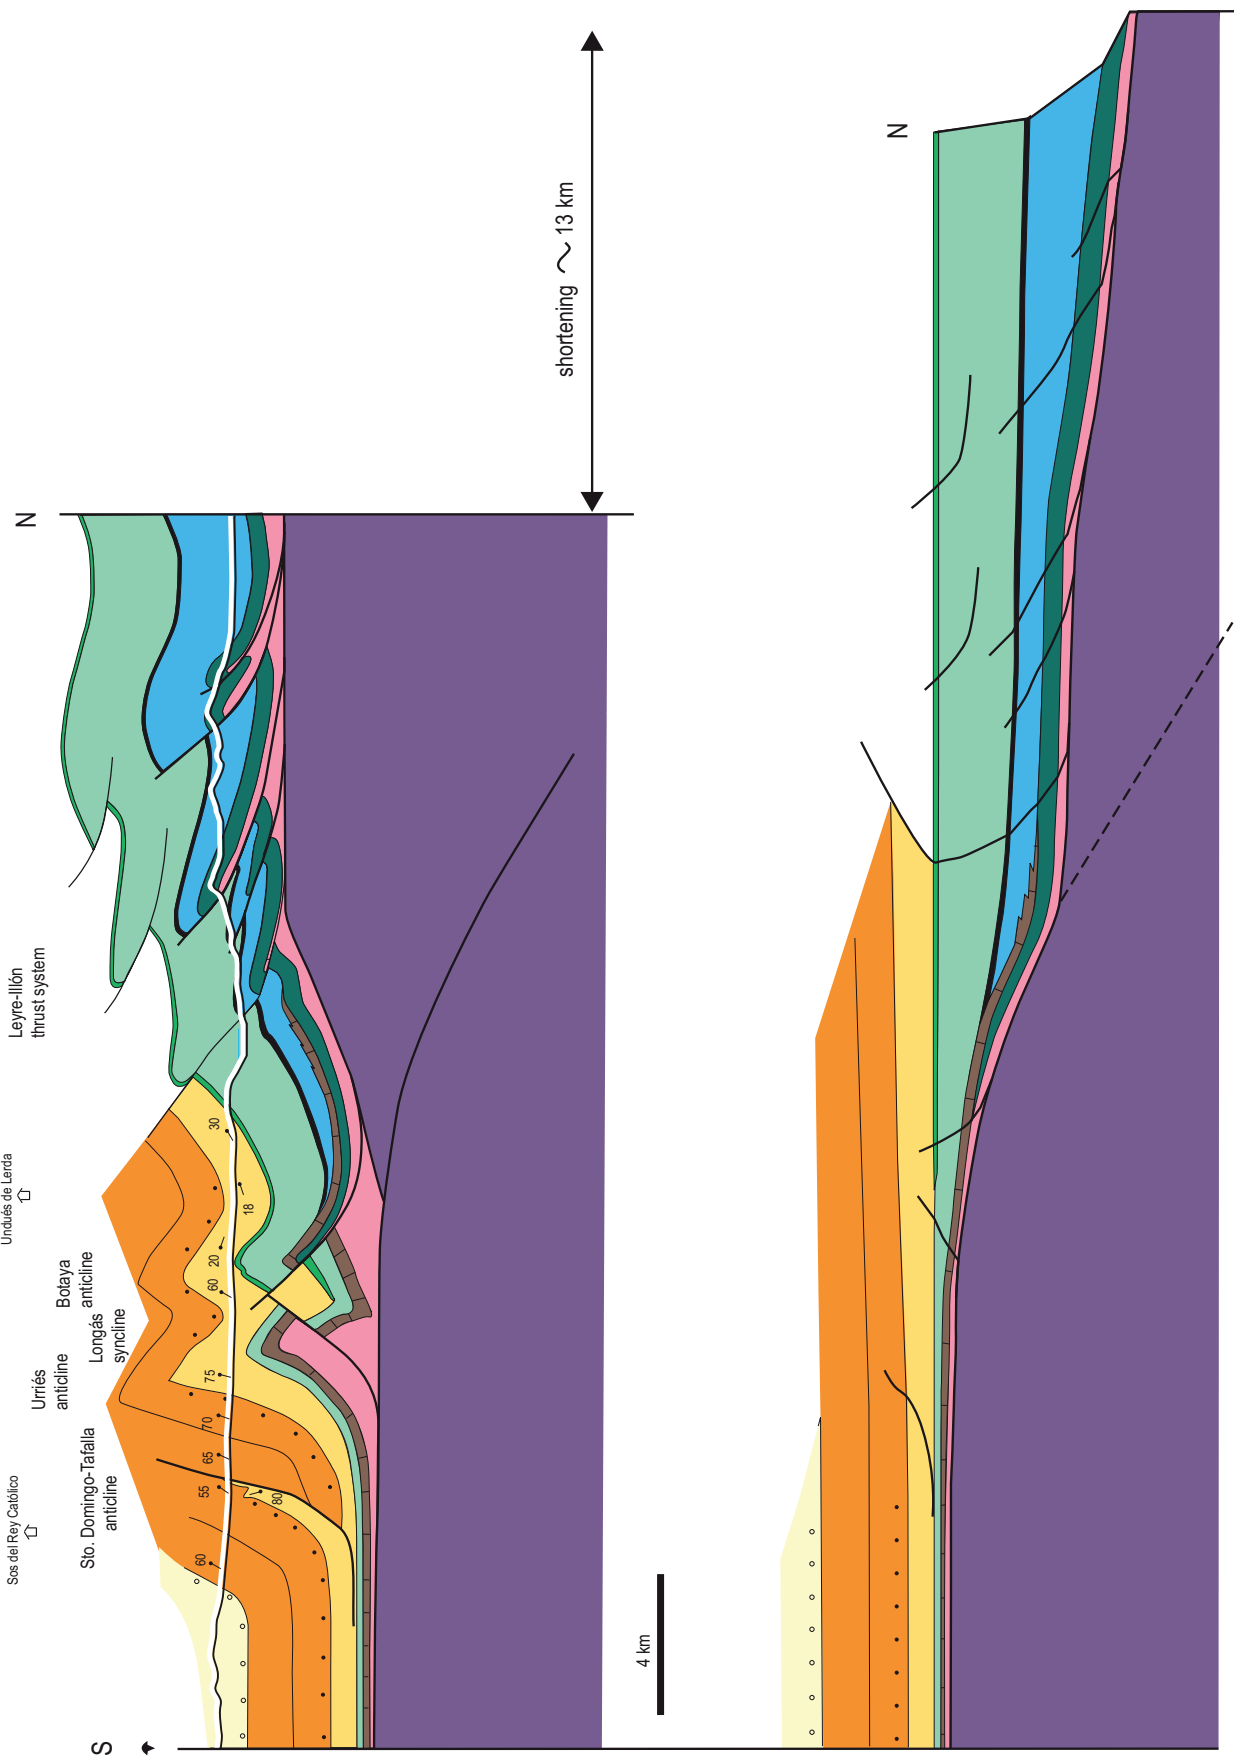 S
N
Sos del Rey Católico
Sto. Domingo-Tafalla
anticline
Urriés
anticline
Longás
syncline
Botaya
anticline
Undués de Lerda
Leyre-Illón
thrust system
60
55
80
65
70
75
60
20
18
30
shortening ~ 13 km
4 km
N